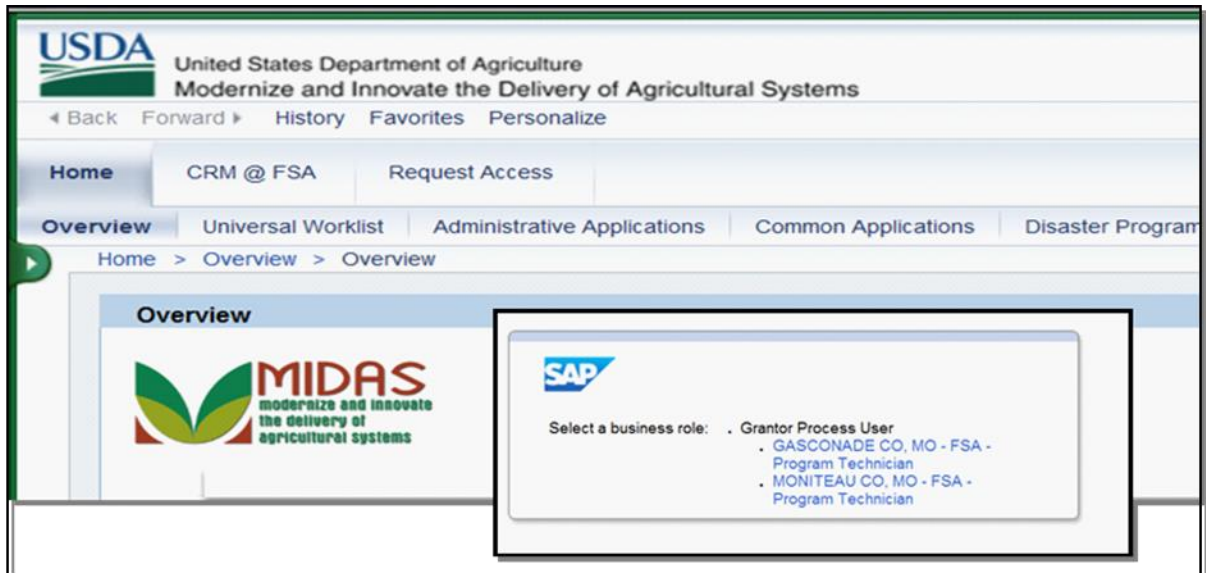 USDA
United States Department of Agriculture
Modernize and Innovate the Delivery of Agricultural Systems
Back Forward History Favorites Personalize
Home CRM @ FSA Request Access
Overview Universal Worklist Administrative Applications Common Applications Disaster Program
Home > Overview > Overview
Overview
MIDAS
modernize and innovate
the delivery of
agricultural systems
SAP
Select a business role: . Grantor Process User
. GASCONADE CO, MO - FSA -
Program Technician
. MONITEAU CO, MO - FSA -
Program Technician